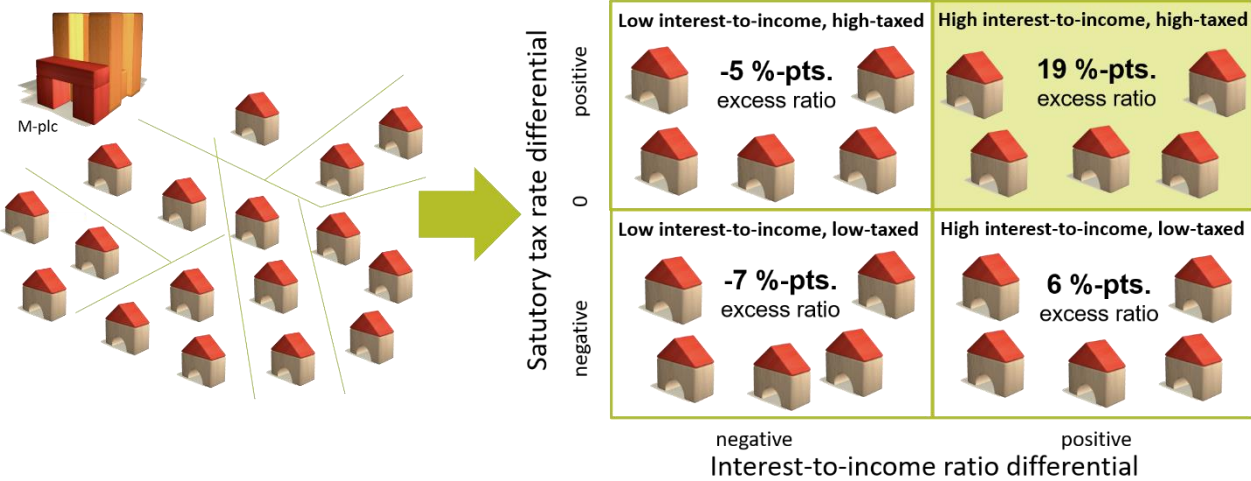 M-plc
Satutory tax rate differential
positive
0
negative
Low interest-to-income, high-taxed
-5 %-pts.
excess ratio
High interest-to-income, high-taxed
19 %-pts.
excess ratio
Low interest-to-income, low-taxed
-7 %-pts.
excess ratio
High interest-to-income, low-taxed
6 %-pts.
excess ratio
negative
positive
Interest-to-income ratio differential